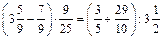 (3 5/9 − 7/9) · 9/25 = (3/5 + 29/10) : 3 1/2